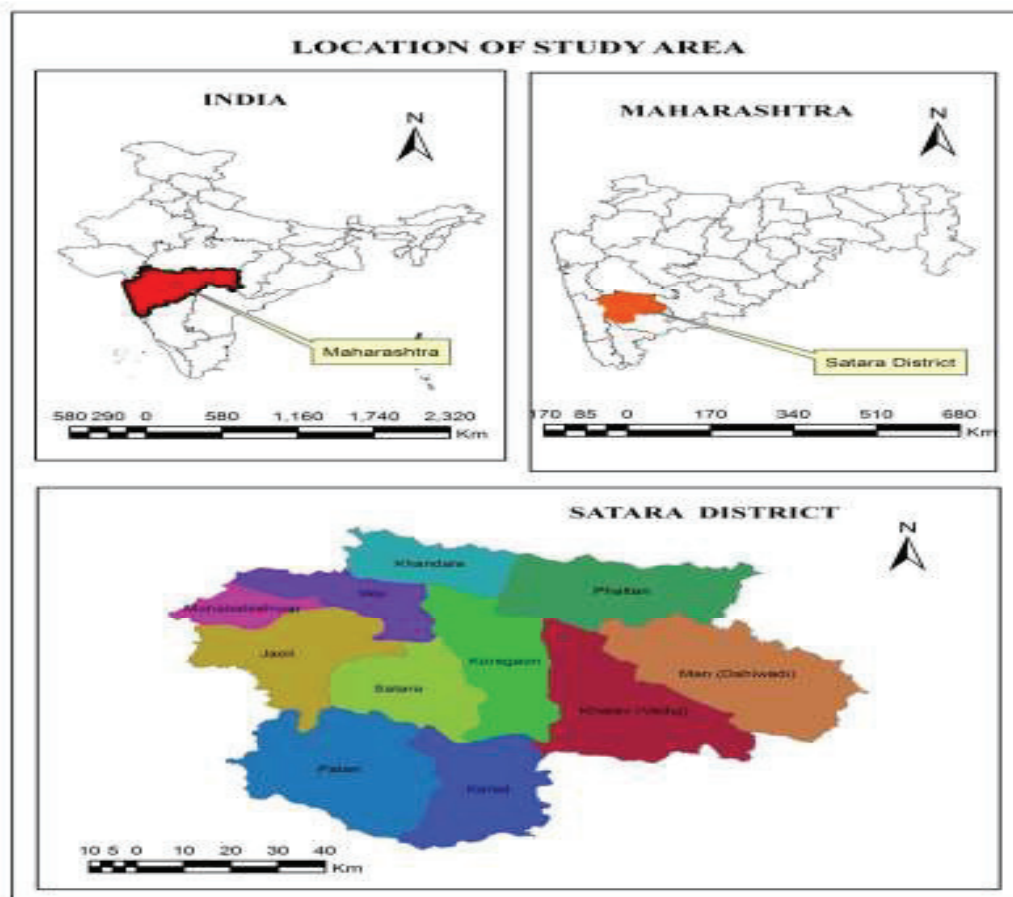 LOCATION OF STUDY AREA
INDIA
N
Maharashtra
580 290 0 580 1,160 1,740 2,320
Km
MAHARASHTRA
N
Satara District
170 85 0 170 340 510 680
Km
SATARA DISTRICT
N
Khandala
Phaltan
Wai
Mahabaleshwar
Jaoli
Koregaon
Man (Dahiwadi)
Satara
Khatav (Vaduj)
Patan
Karad
10 5 0 10 20 30 40
Km